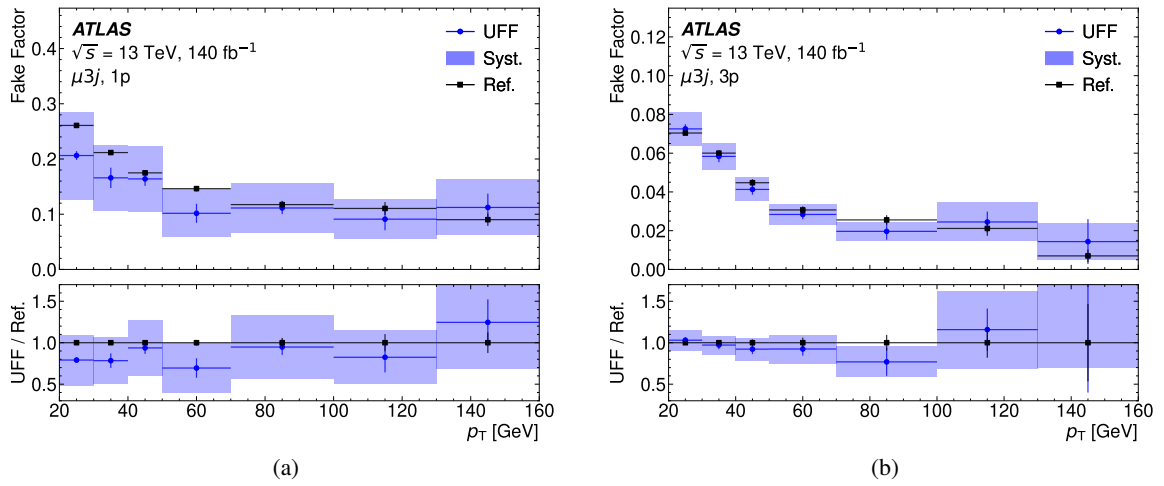 ATLAS
√s = 13 TeV, 140 fb⁻¹
μ3j, 1p
UFF
Syst.
Ref.
Fake Factor
0.4
0.3
0.2
0.1
0.0
UFF / Ref.
1.5
1.0
0.5
20 40 60 80 100 120 140 160
pT [GeV]
(a)
ATLAS
√s = 13 TeV, 140 fb⁻¹
μ3j, 3p
UFF
Syst.
Ref.
Fake Factor
0.12
0.10
0.08
0.06
0.04
0.02
0.00
UFF / Ref.
1.5
1.0
0.5
20 40 60 80 100 120 140 160
pT [GeV]
(b)